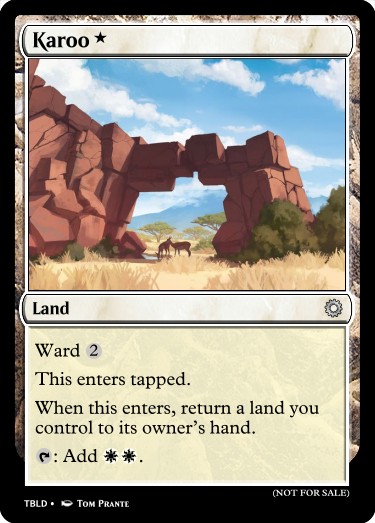 Karoo ★
Land
Ward 2
This enters tapped.
When this enters, return a land you
control to its owner's hand.
: Add .
(NOT FOR SALE)
TBLD • Tom Prante